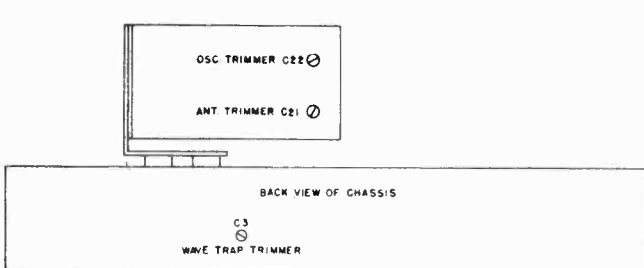 OSC. TRIMMER C22
ANT. TRIMMER C21
BACK VIEW OF CHASSIS
C3
WAVE TRAP TRIMMER